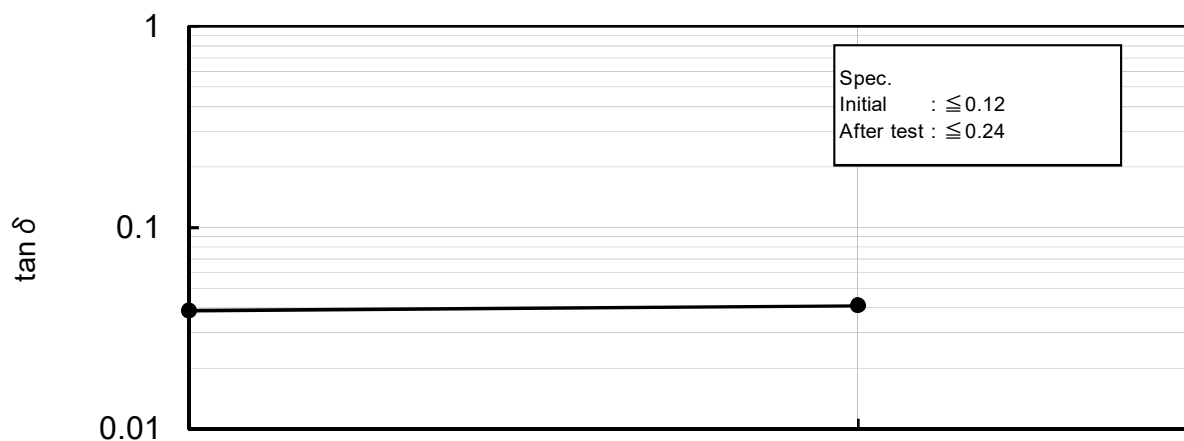 1
Spec.
Initial : ≦0.12
After test : ≦0.24
0.1
tan δ
0.01